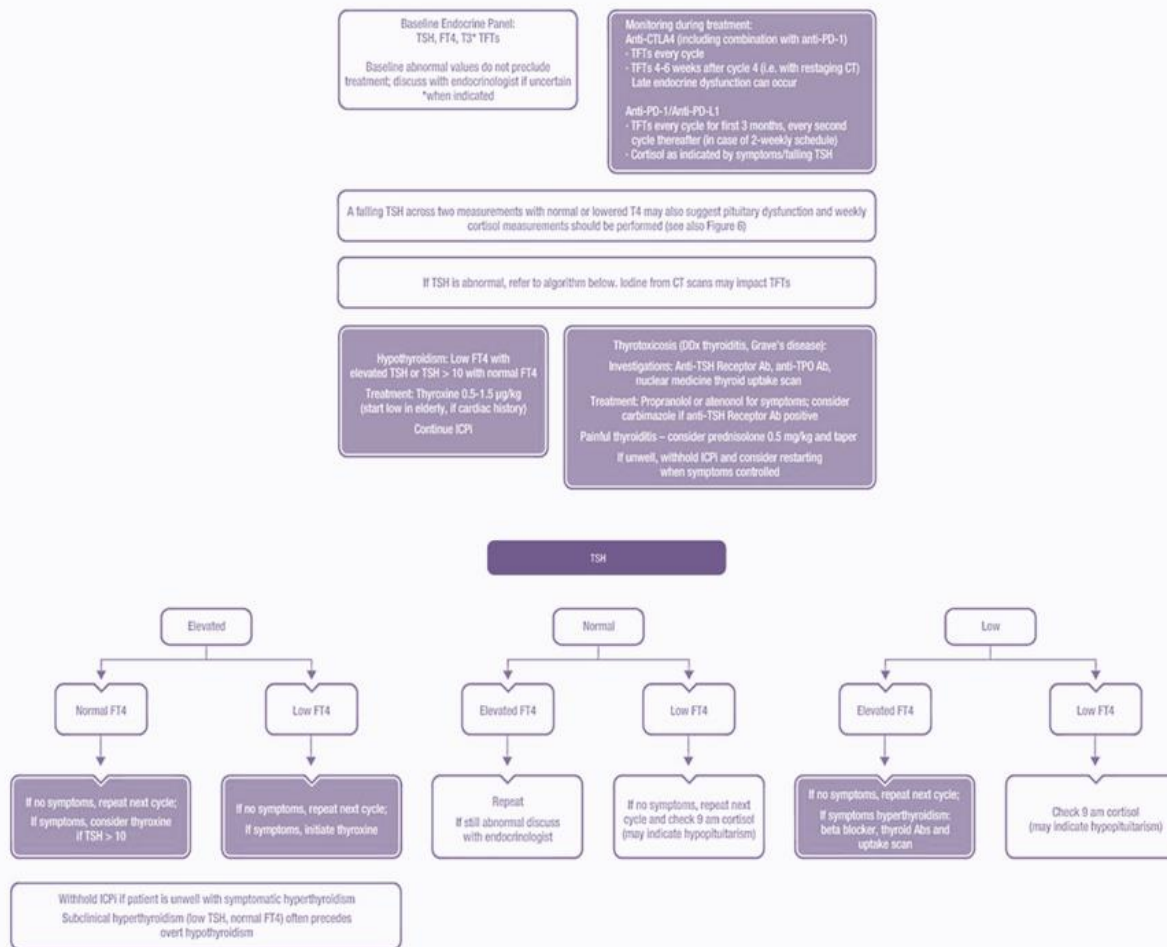 Baseline Endocrine Panel:
TSH, FT4, T3* TFTs
Baseline abnormal values do not preclude
treatment; discuss with endocrinologist if uncertain
*when indicated
Monitoring during treatment:
Anti-CTLA4 (including combination with anti-PD-1)
- TFTs every cycle
- TFTs 4-6 weeks after cycle 4 (i.e. with restaging CT)
Late endocrine dysfunction can occur
Anti-PD-1/Anti-PD-L1
- TFTs every cycle for first 3 months, every second
cycle thereafter (in case of 2-weekly schedule)
- Cortisol as indicated by symptoms/falling TSH
A falling TSH across two measurements with normal or lowered T4 may also suggest pituitary dysfunction and weekly
cortisol measurements should be performed (see also Figure 6)
If TSH is abnormal, refer to algorithm below. Iodine from CT scans may impact TFTs
Hypothyroidism: Low FT4 with
elevated TSH or TSH > 10 with normal FT4
Treatment: Thyroxine 0.5-1.5 µg/kg
(start low in elderly, if cardiac history)
Continue ICPi
Thyrotoxicosis (DDx thyroiditis, Grave's disease):
Investigations: Anti-TSH Receptor Ab, anti-TPO Ab,
nuclear medicine thyroid uptake scan
Treatment: Propranolol or atenonol for symptoms; consider
carbimazole if anti-TSH Receptor Ab positive
Painful thyroiditis – consider prednisolone 0.5 mg/kg and taper
If unwell, withhold ICPi and consider restarting
when symptoms controlled
TSH
Elevated
Normal
Low
Normal FT4
Low FT4
Elevated FT4
Low FT4
Elevated FT4
Low FT4
If no symptoms, repeat next cycle;
If symptoms, consider thyroxine
if TSH > 10
If no symptoms, repeat next cycle;
If symptoms, initiate thyroxine
Repeat
If still abnormal discuss
with endocrinologist
If no symptoms, repeat next
cycle and check 9 am cortisol
(may indicate hypopituitarism)
If no symptoms, repeat next cycle;
If symptoms hyperthyroidism:
beta blocker, thyroid Abs and
uptake scan
Check 9 am cortisol
(may indicate hypopituitarism)
Withhold ICPi if patient is unwell with symptomatic hyperthyroidism
Subclinical hyperthyroidism (low TSH, normal FT4) often precedes
overt hypothyroidism